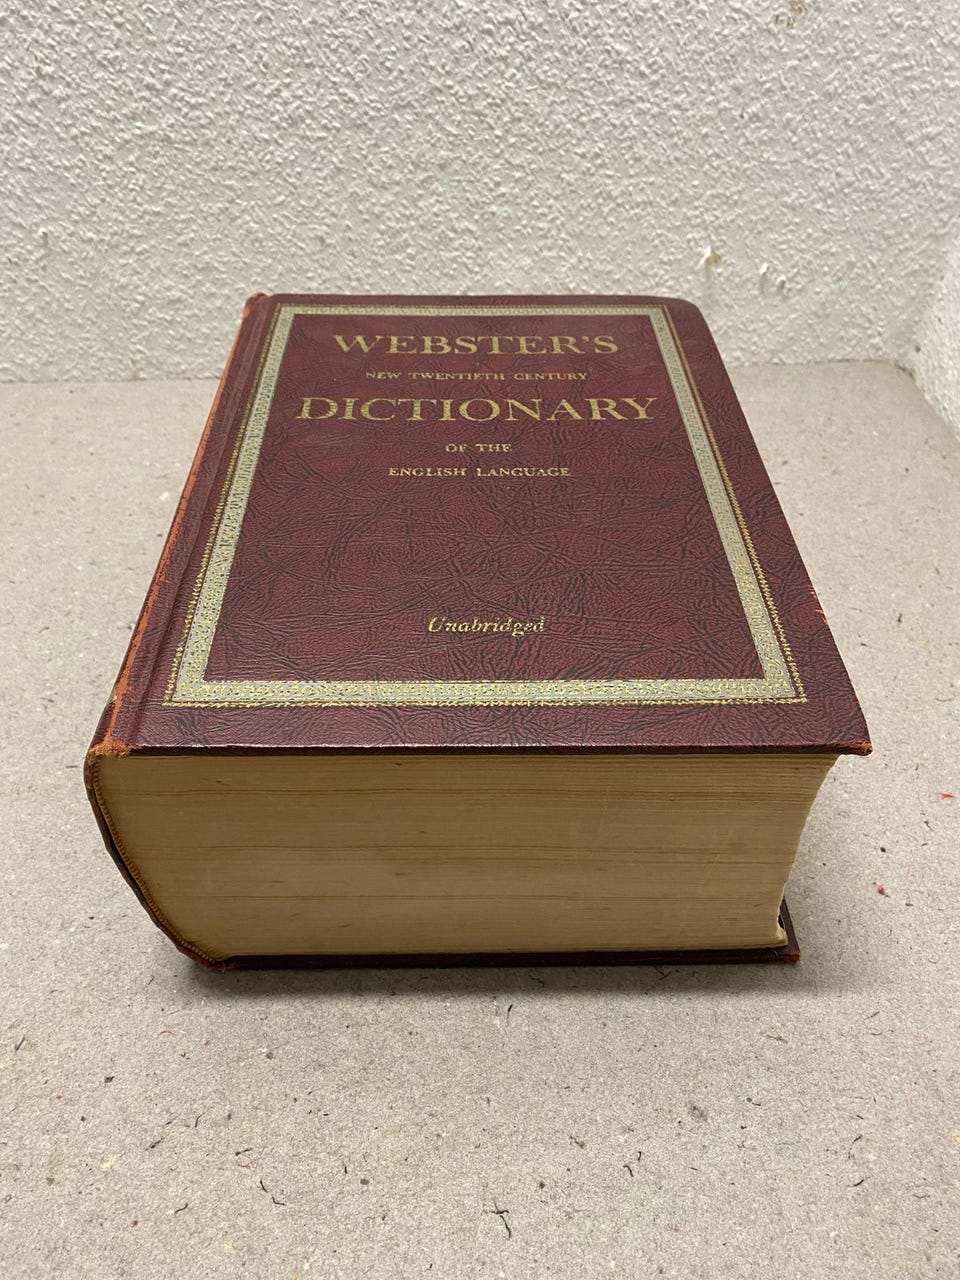 WEBSTER'S
NEW TWENTIETH CENTURY
DICTIONARY
OF THE
ENGLISH LANGUAGE
Unabridged